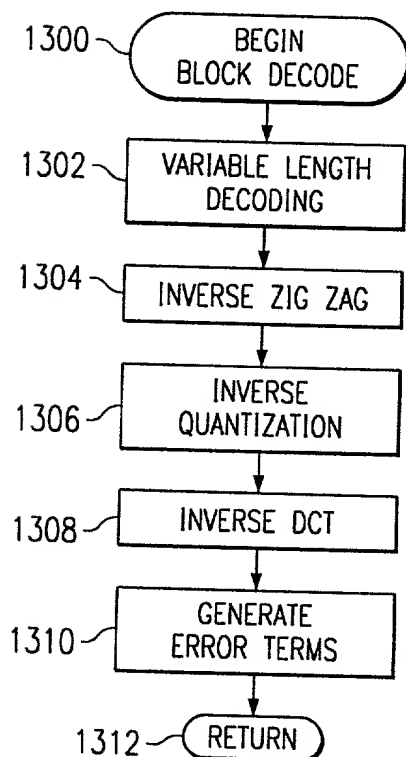 1300
BEGIN
BLOCK DECODE
1302
VARIABLE LENGTH
DECODING
1304
INVERSE ZIG ZAG
1306
INVERSE
QUANTIZATION
1308
INVERSE DCT
1310
GENERATE
ERROR TERMS
1312
RETURN